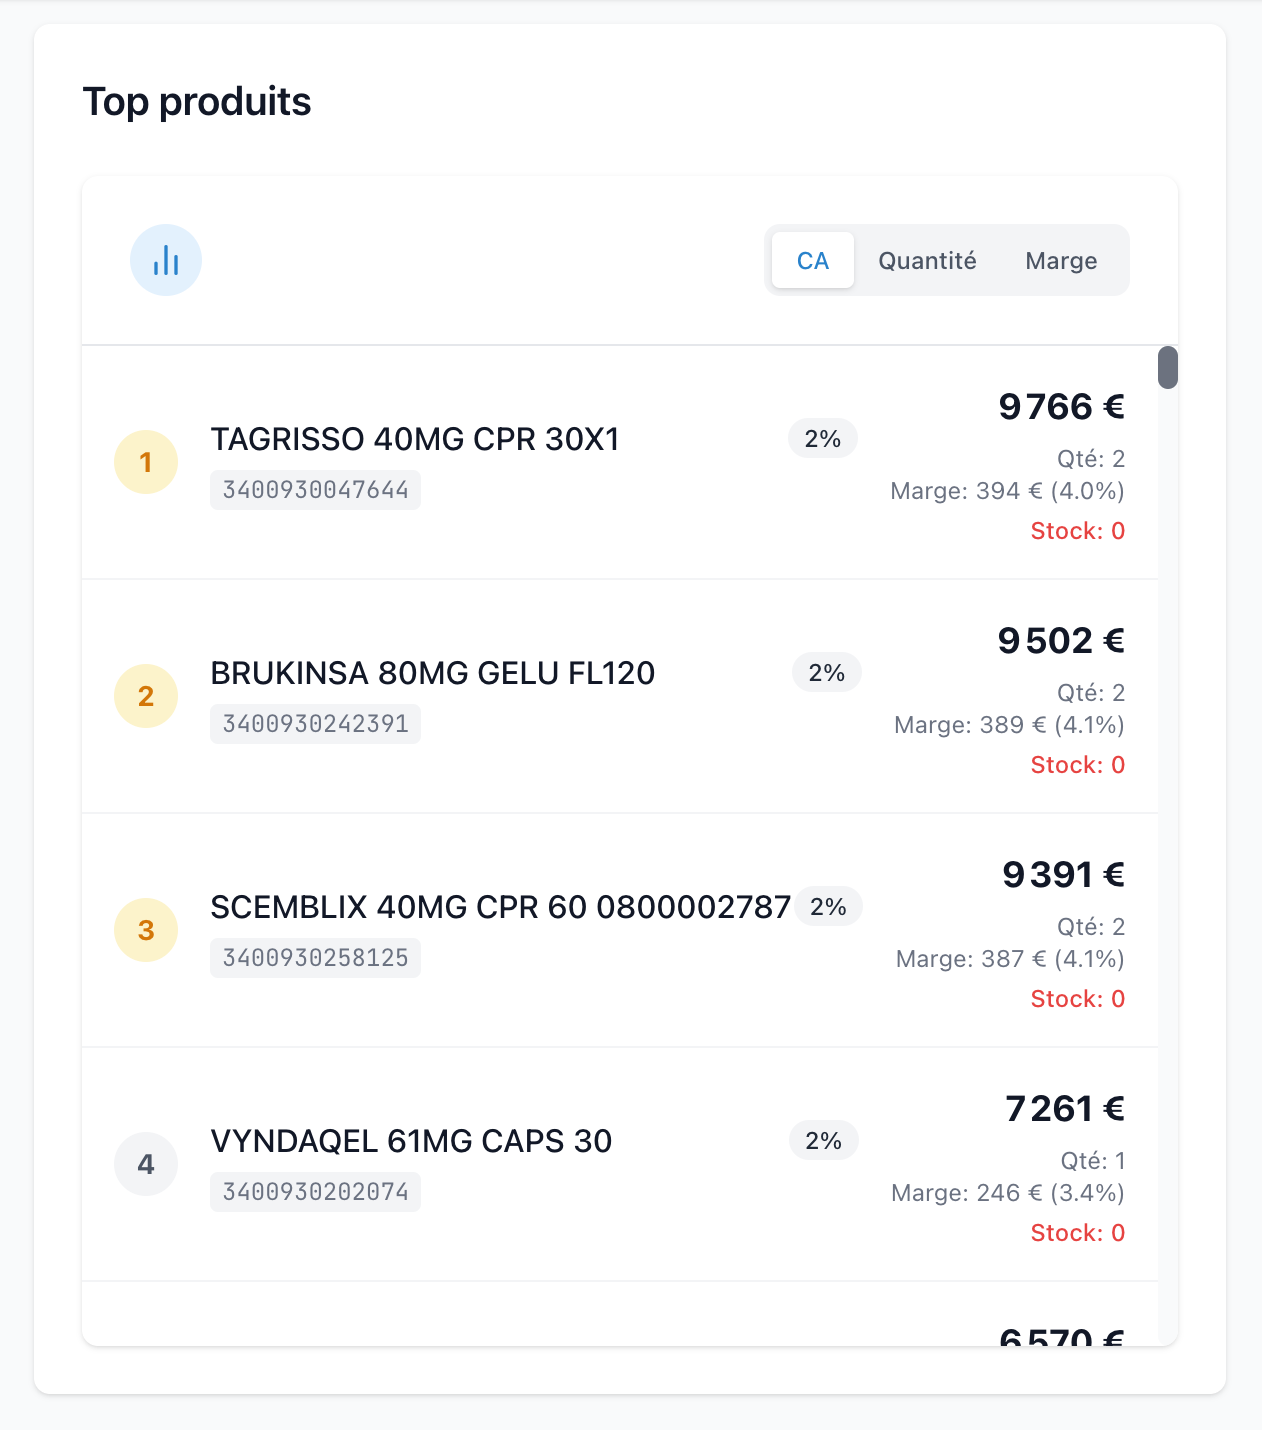 Top produits
CA Quantité Marge
1 TAGRISSO 40MG CPR 30X1 2% 9 766 €
3400930047644
Qté: 2
Marge: 394 € (4.0%)
Stock: 0
2 BRUKINSA 80MG GELU FL120 2% 9 502 €
3400930242391
Qté: 2
Marge: 389 € (4.1%)
Stock: 0
3 SCEMBLIX 40MG CPR 60 0800002787 2% 9 391 €
3400930258125
Qté: 2
Marge: 387 € (4.1%)
Stock: 0
4 VYNDAQEL 61MG CAPS 30 2% 7 261 €
3400930202074
Qté: 1
Marge: 246 € (3.4%)
Stock: 0
6 570 €